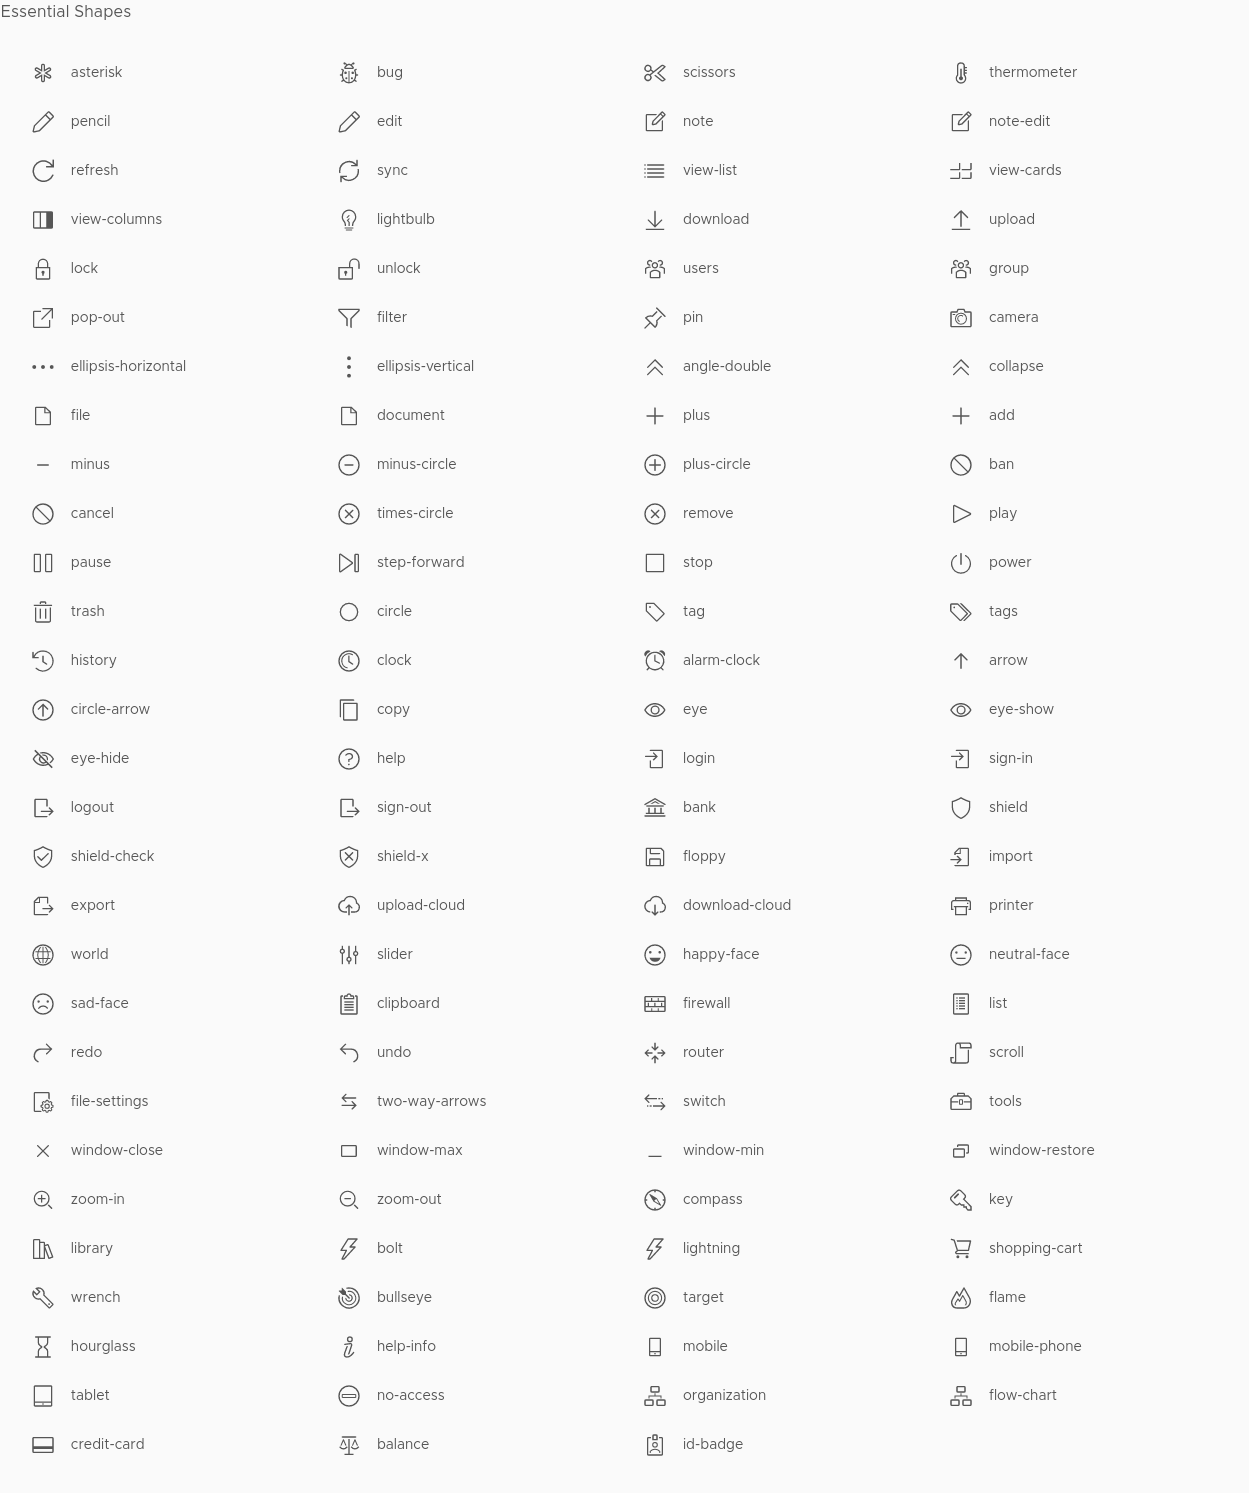 Essential Shapes
asterisk bug scissors thermometer
pencil edit note note-edit
refresh sync view-list view-cards
view-columns lightbulb download upload
lock unlock users group
pop-out filter pin camera
ellipsis-horizontal ellipsis-vertical angle-double collapse
file document plus add
minus minus-circle plus-circle ban
cancel times-circle remove play
pause step-forward stop power
trash circle tag tags
history clock alarm-clock arrow
circle-arrow copy eye eye-show
eye-hide help login sign-in
logout sign-out bank shield
shield-check shield-x floppy import
export upload-cloud download-cloud printer
world slider happy-face neutral-face
sad-face clipboard firewall list
redo undo router scroll
file-settings two-way-arrows switch tools
window-close window-max window-min window-restore
zoom-in zoom-out compass key
library bolt lightning shopping-cart
wrench bullseye target flame
hourglass help-info mobile mobile-phone
tablet no-access organization flow-chart
credit-card balance id-badge